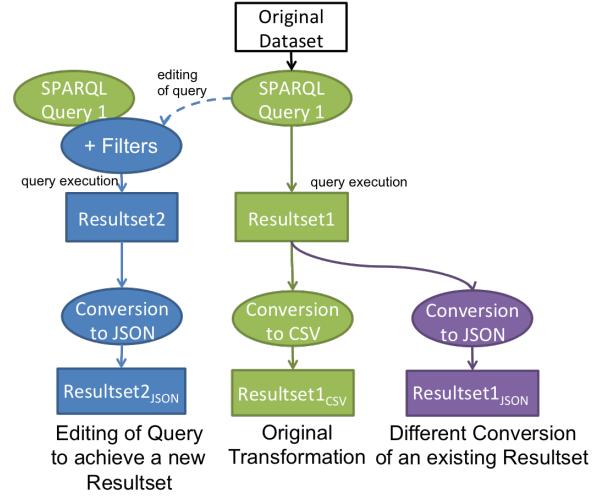 Original
Dataset
editing
of query
SPARQL
Query 1
SPARQL
Query 1
+ Filters
query execution
query execution
Resultset2
Resultset1
Conversion
to JSON
Conversion
to CSV
Conversion
to JSON
Resultset2JSON
Resultset1CSV
Resultset1JSON
Editing of Query
to achieve a new
Resultset
Original
Transformation
Different Conversion
of an existing Resultset